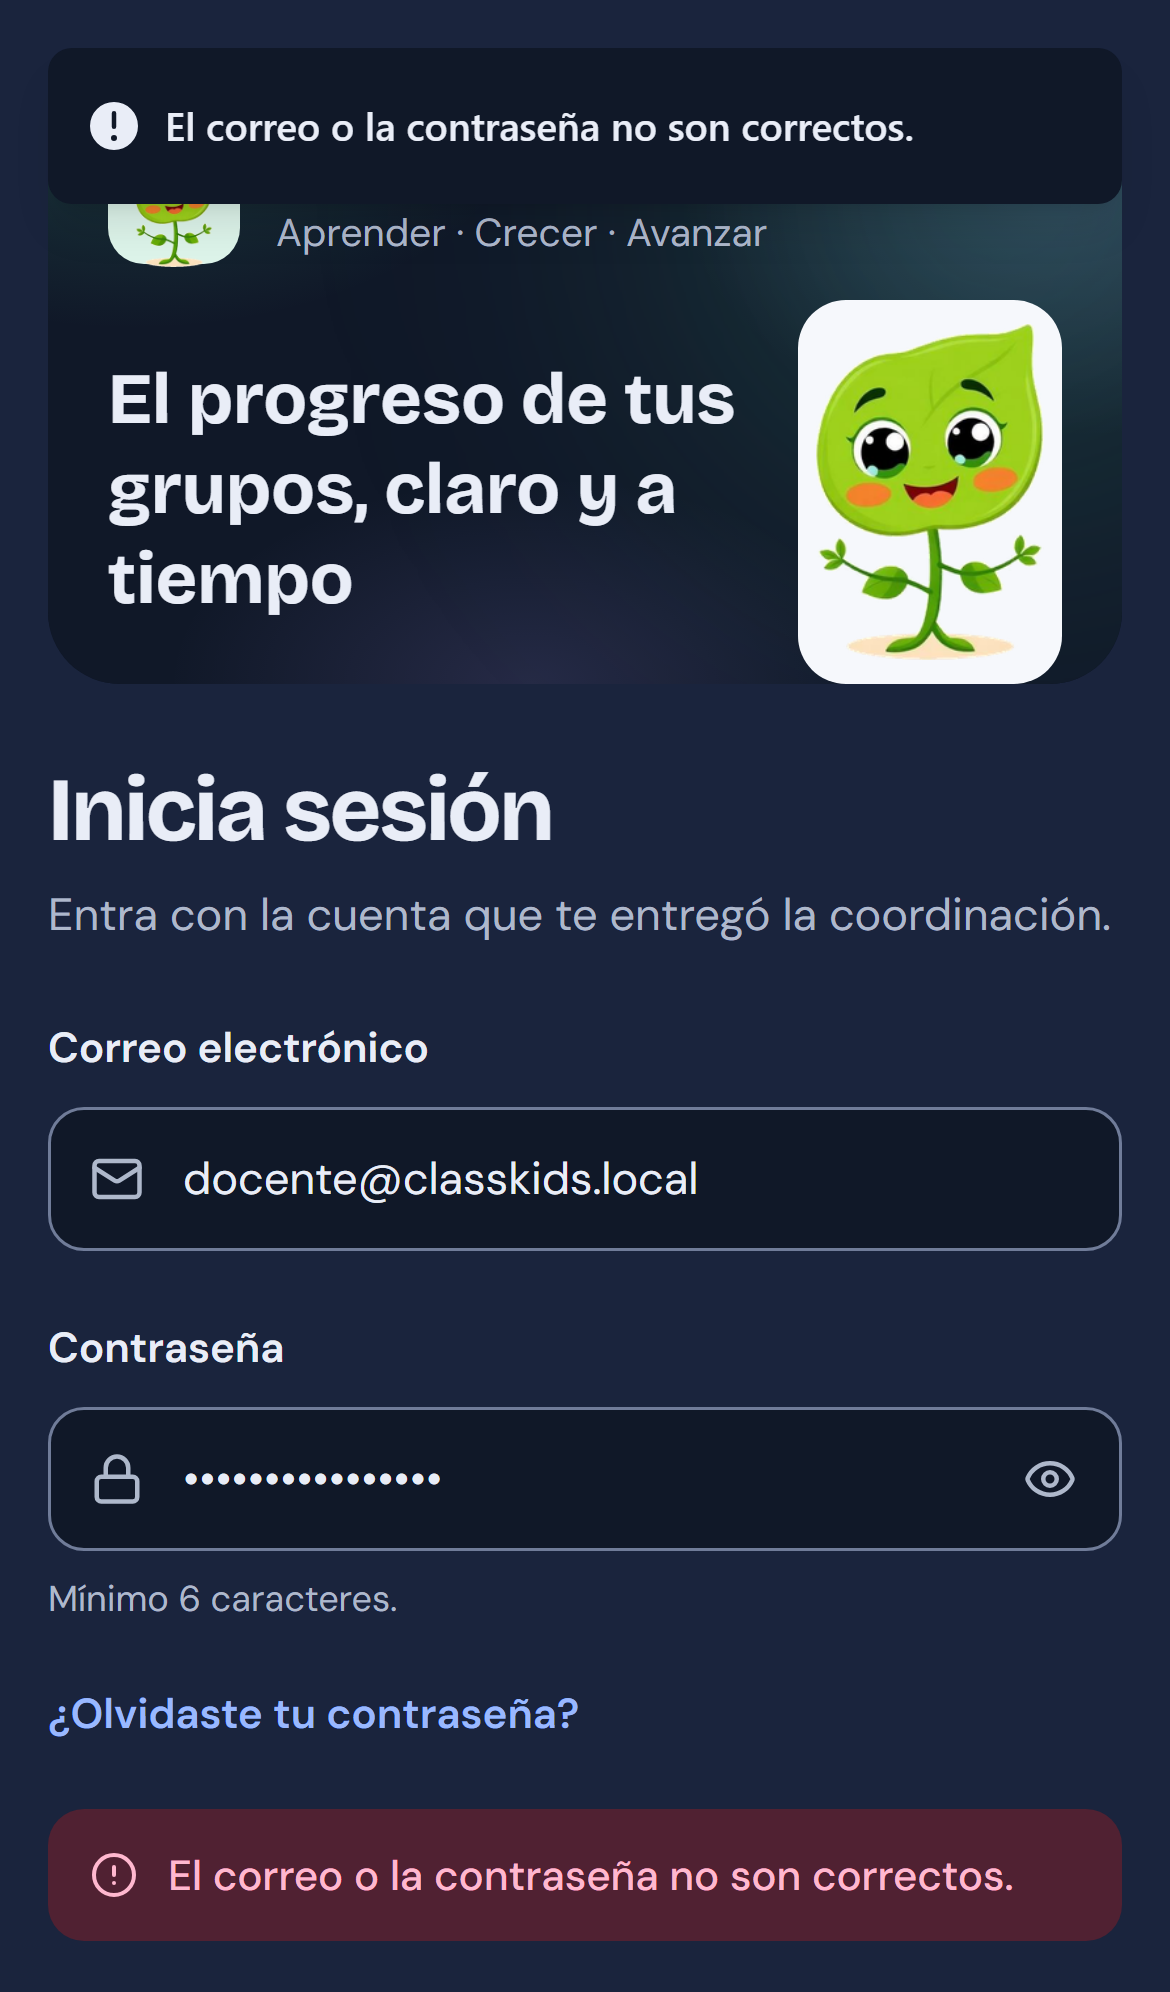 El correo o la contraseña no son correctos.
Aprender · Crecer · Avanzar
El progreso de tus
grupos, claro y a
tiempo
Inicia sesión
Entra con la cuenta que te entregó la coordinación.
Correo electrónico
docente@classkids.local
Contraseña
••••••••••••••••
Mínimo 6 caracteres.
¿Olvidaste tu contraseña?
El correo o la contraseña no son correctos.